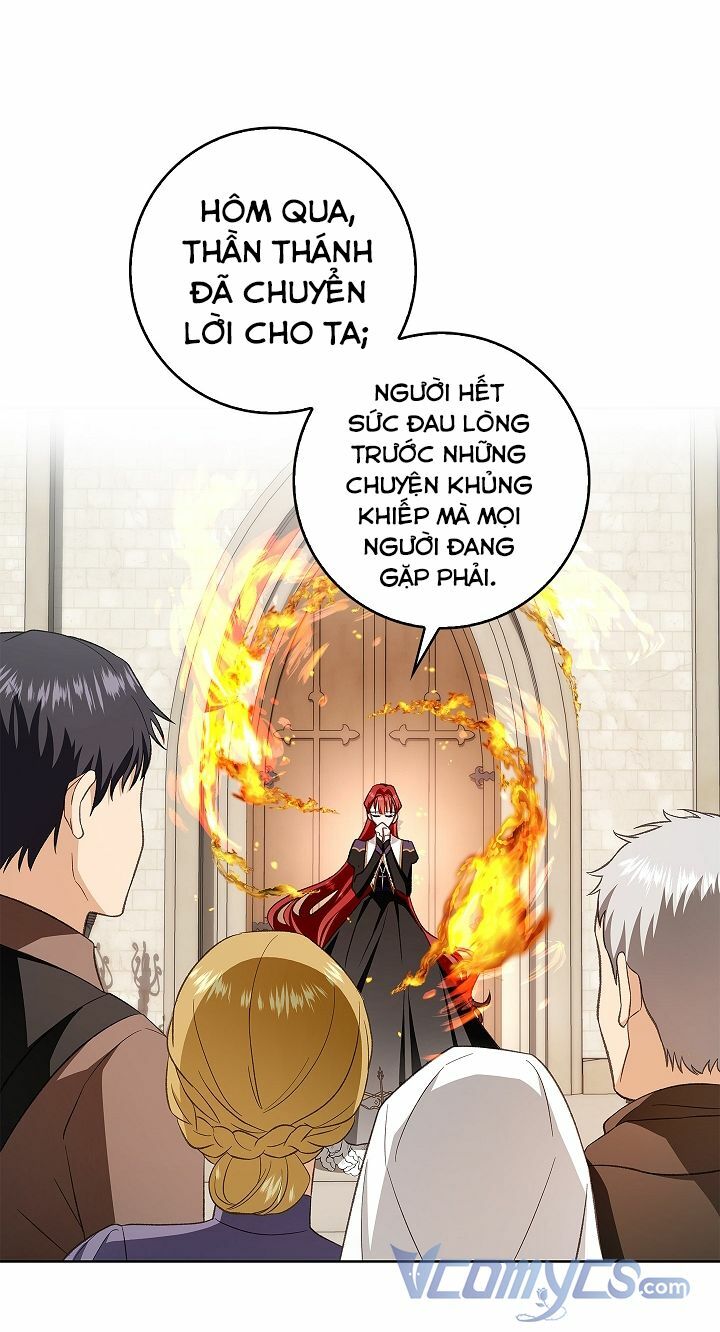 HÔM QUA,
THẦN THÁNH
ĐÃ CHUYỂN
LỜI CHO TA;
NGƯỜI HẾT
SỨC ĐAU LÒNG
TRƯỚC NHỮNG
CHUYỆN KHỦNG
KHIẾP MÀ MỌI
NGƯỜI ĐANG
GẶP PHẢI.
VCOMYCS.com